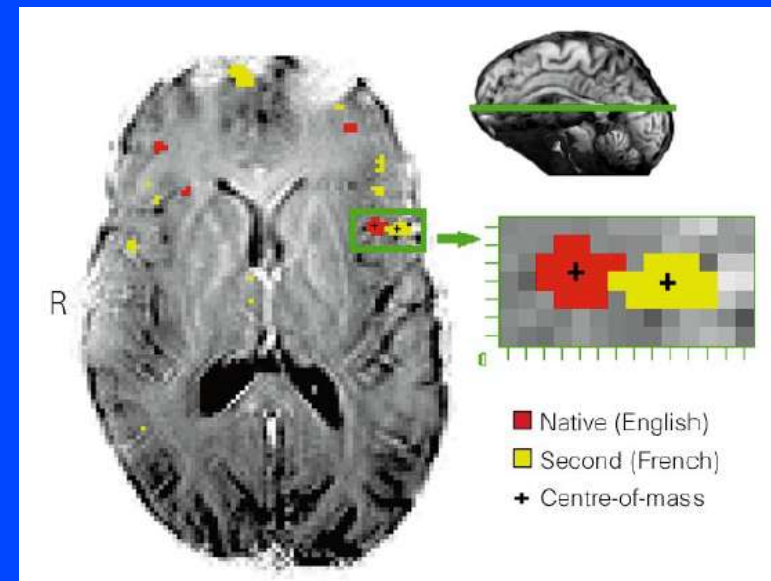 R
Native (English)
Second (French)
+ Centre-of-mass